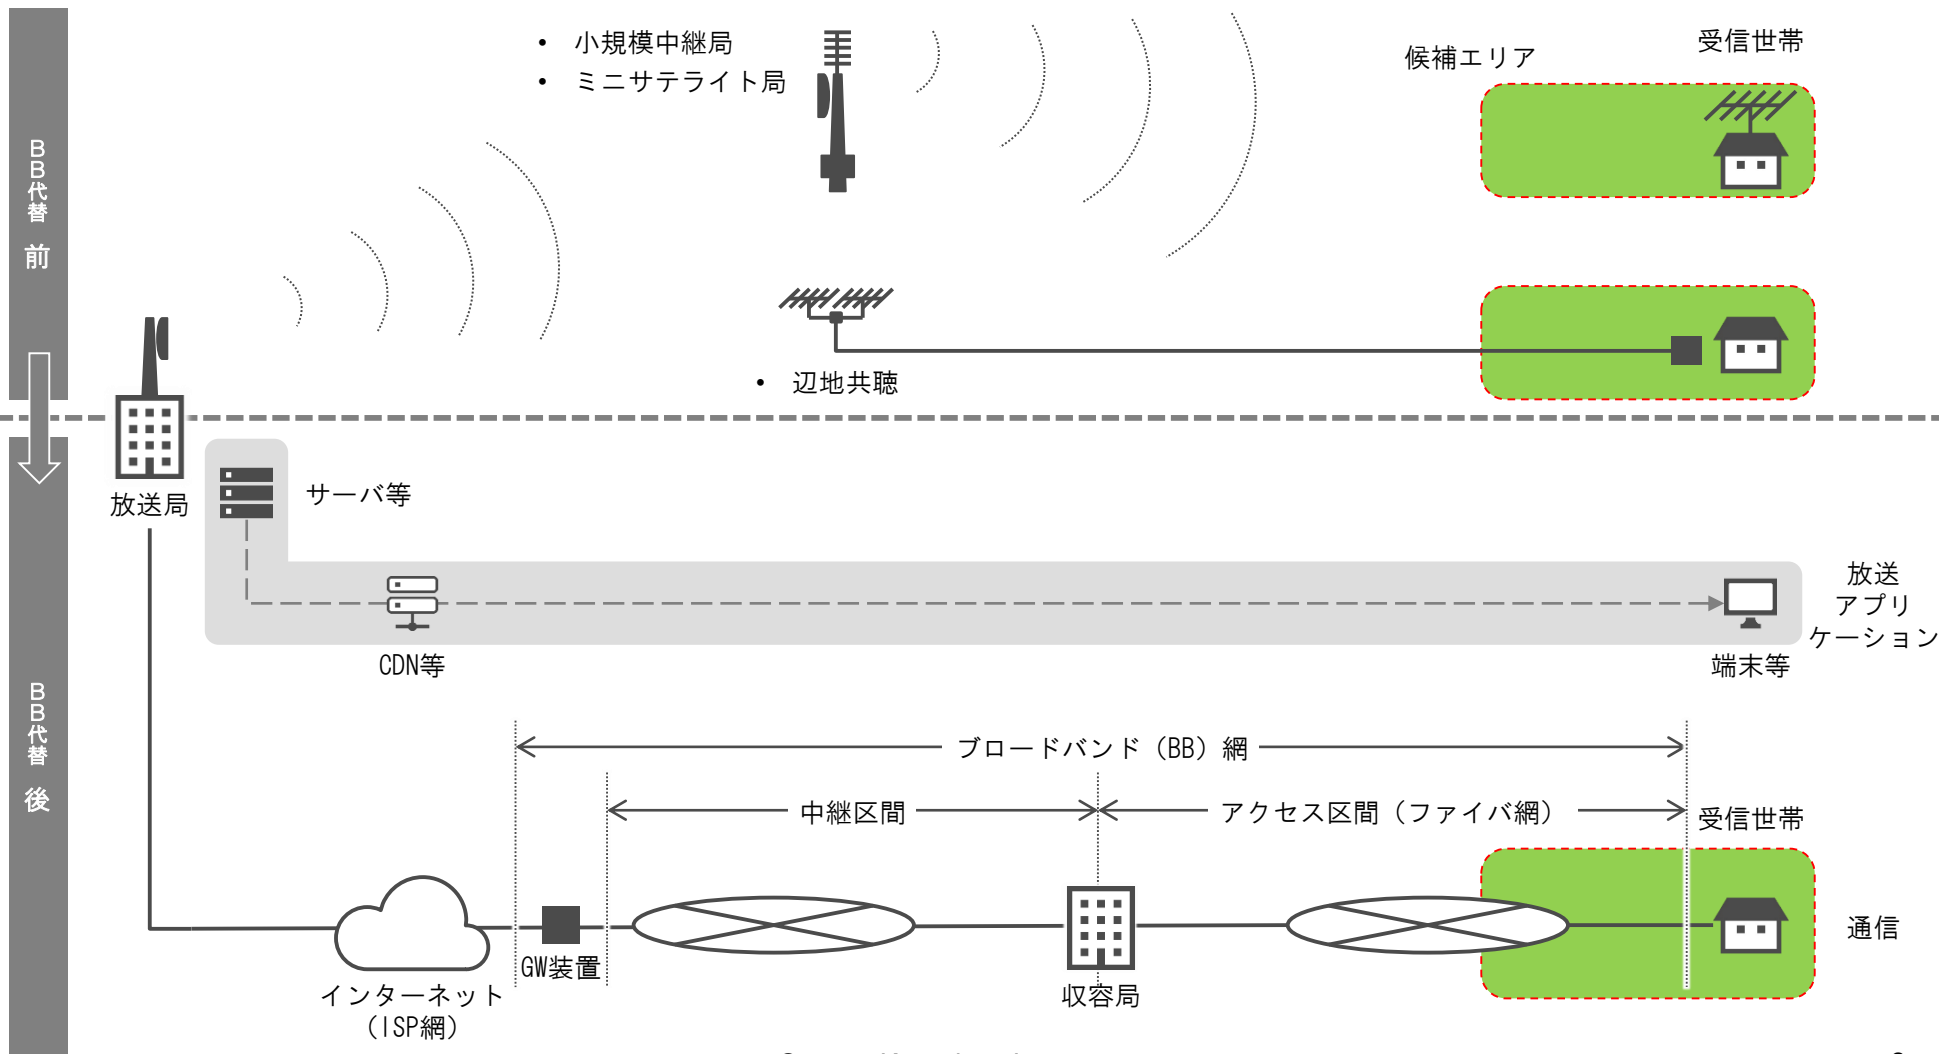 • 小規模中継局
• ミニサテライト局
候補エリア
受信世帯
BB代替 前
• 辺地共聴
放送局
サーバ等
CDN等
端末等
放送
アプリ
ケーション
BB代替 後
ブロードバンド（BB）網
中継区間
アクセス区間（ファイバ網）
受信世帯
通信
GW装置
インターネット
（ISP網）
収容局